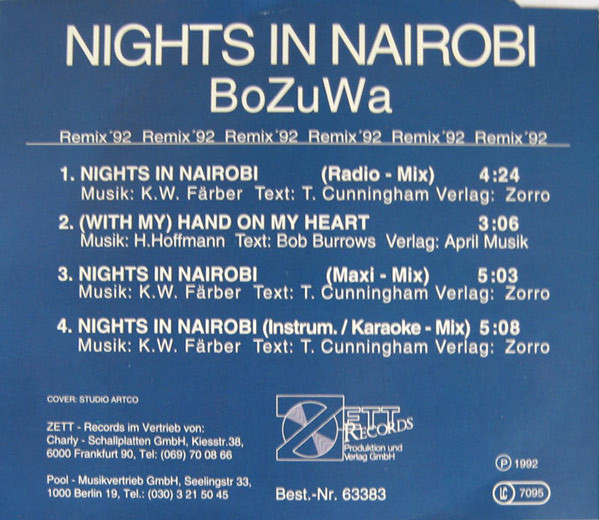 NIGHTS IN NAIROBI
BoZuWa
Remix '92 Remix '92 Remix '92 Remix '92 Remix '92 Remix '92
1. NIGHTS IN NAIROBI (Radio - Mix) 4:24
Musik: K.W. Färber Text: T. Cunningham Verlag: Zorro
2. (WITH MY) HAND ON MY HEART 3:06
Musik: H.Hoffmann Text: Bob Burrows Verlag: April Musik
3. NIGHTS IN NAIROBI (Maxi - Mix) 5:03
Musik: K.W. Färber Text: T. Cunningham Verlag: Zorro
4. NIGHTS IN NAIROBI (Instrum. / Karaoke - Mix) 5:08
Musik: K.W. Färber Text: T. Cunningham Verlag: Zorro
COVER: STUDIO ARTCO
ZETT - Records im Vertrieb von:
Charly - Schallplatten GmbH, Kiesstr.38,
6000 Frankfurt 90, Tel: (069) 70 08 66
Pool - Musikvertrieb GmbH, Seelingstr 33,
1000 Berlin 19, Tel.: (030) 3 21 50 45
ZETT
RECORDS
Produktion und
Verlag GmbH
Best.-Nr. 63383
℗ 1992
LC 7095